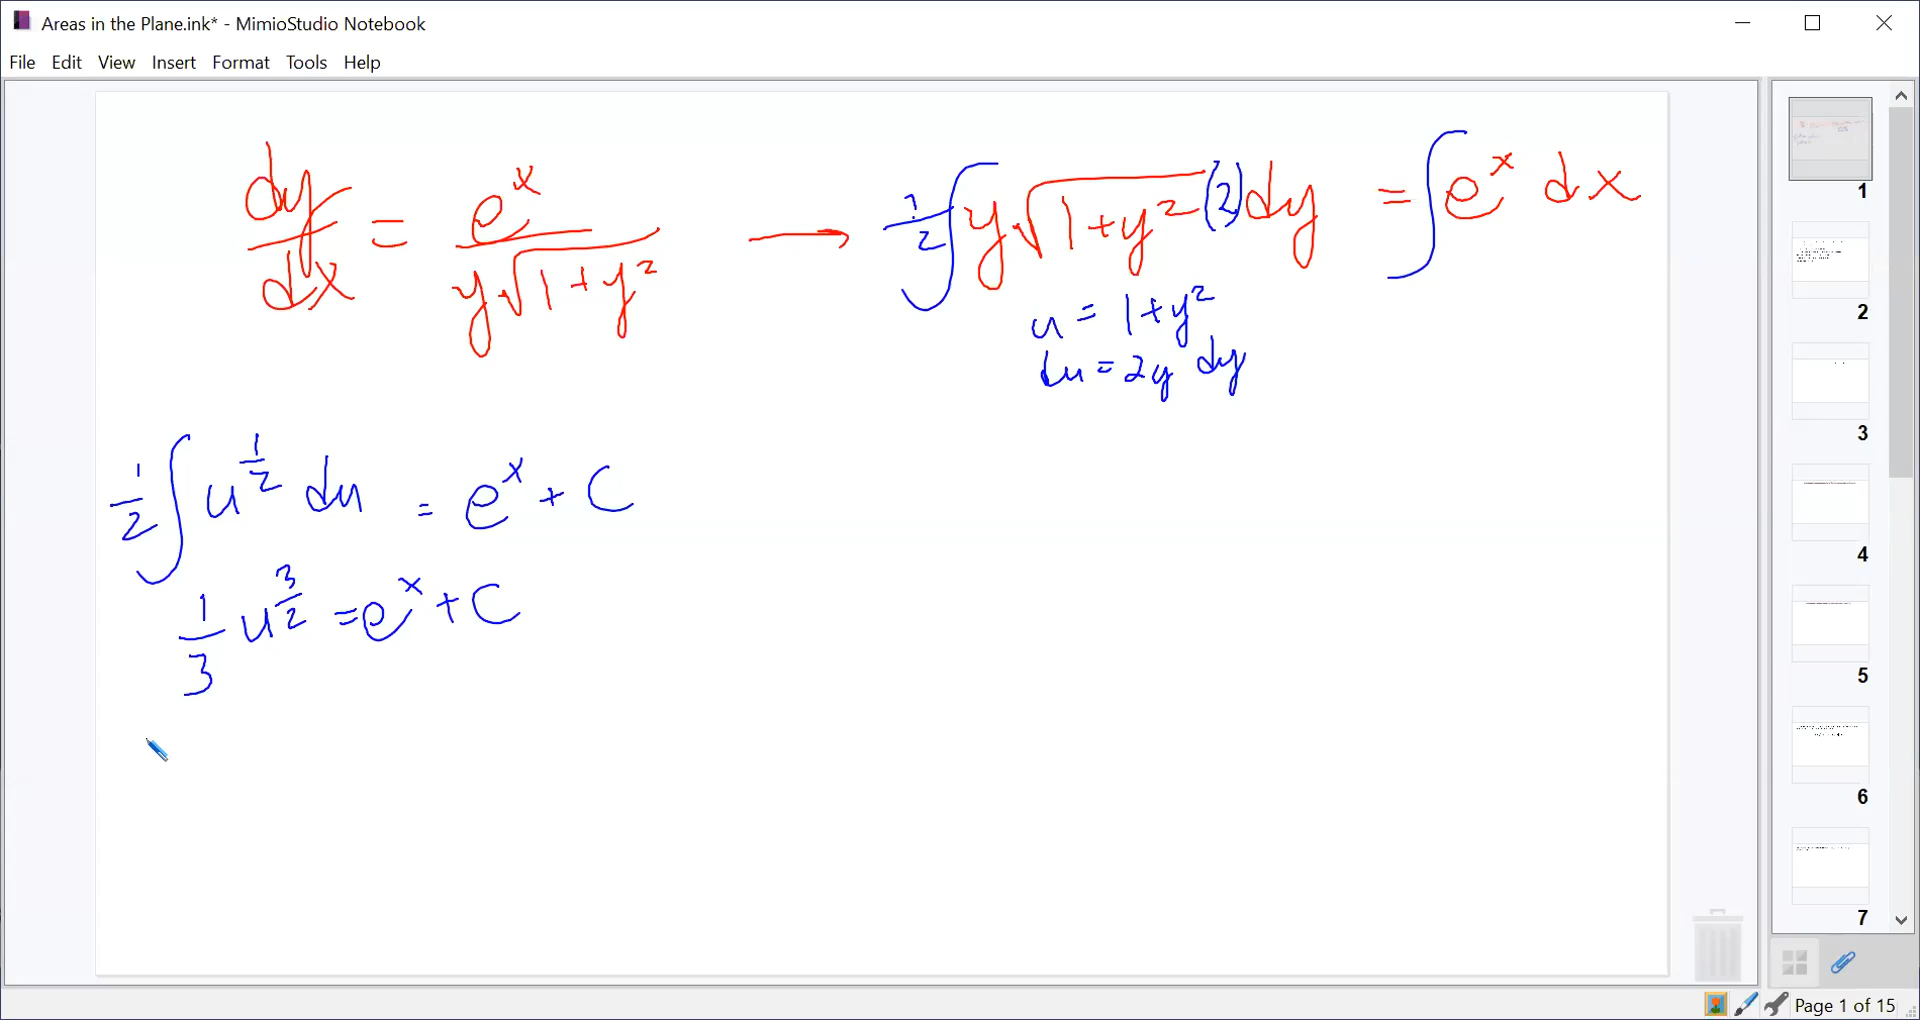 Areas in the Plane.ink* - MimioStudio Notebook
File Edit View Insert Format Tools Help
dy/dx = e^x/(y√(1+y²)) → 1/2 ∫ y√(1+y²) (2) dy = ∫ e^x dx
u = 1+y²
du = 2y dy
1/2 ∫ u^(1/2) du = e^x + C
1/3 u^(3/2) = e^x + C
1
2
3
4
5
6
7
Page 1 of 15